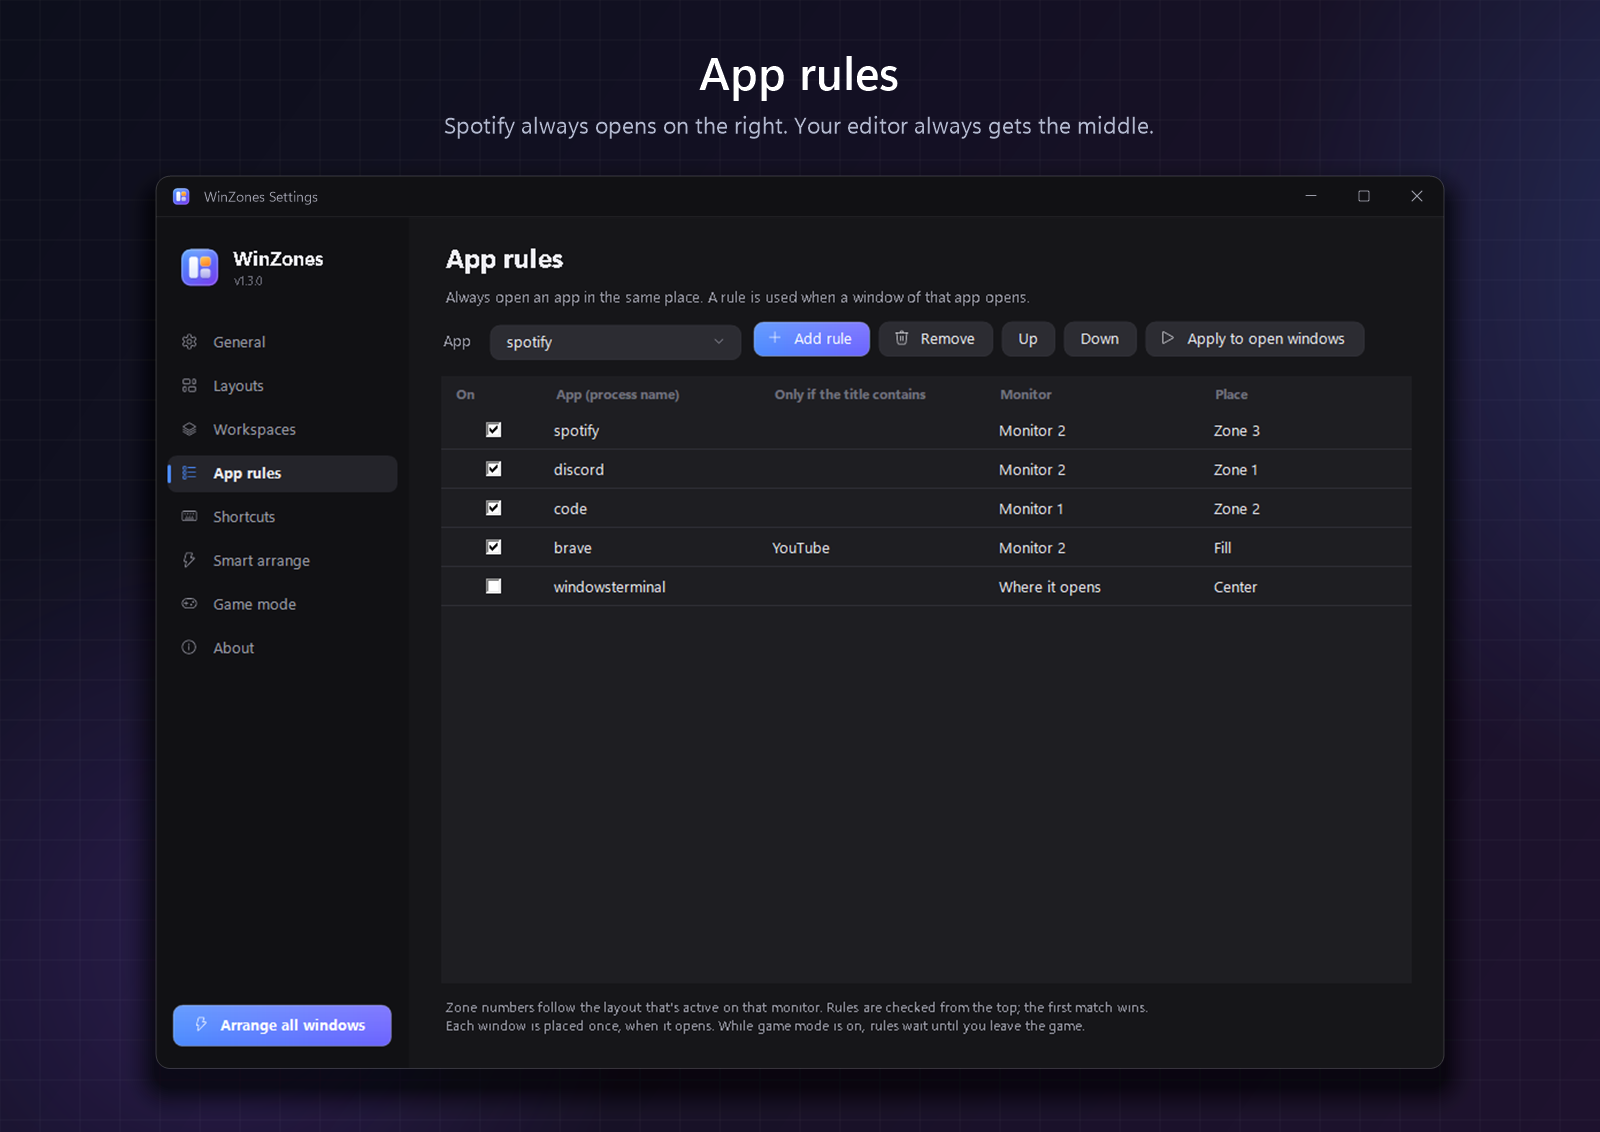 App rules
Spotify always opens on the right. Your editor always gets the middle.
WinZones Settings
WinZones
v1.3.0
General
Layouts
Workspaces
App rules
Shortcuts
Smart arrange
Game mode
About
Arrange all windows
App rules
Always open an app in the same place. A rule is used when a window of that app opens.
App spotify Add rule Remove Up Down Apply to open windows
On App (process name) Only if the title contains Monitor Place
spotify Monitor 2 Zone 3
discord Monitor 2 Zone 1
code Monitor 1 Zone 2
brave YouTube Monitor 2 Fill
windowsterminal Where it opens Center
Zone numbers follow the layout that's active on that monitor. Rules are checked from the top; the first match wins.
Each window is placed once, when it opens. While game mode is on, rules wait until you leave the game.